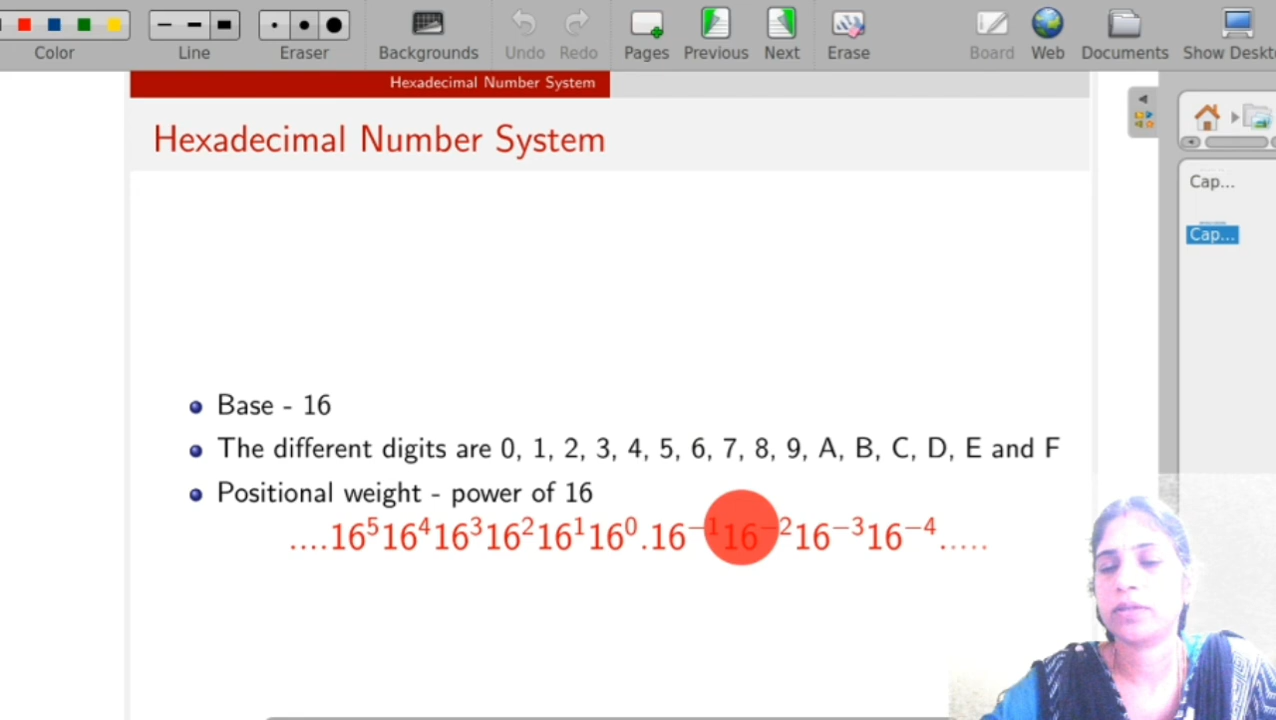 Color Line Eraser Backgrounds Undo Redo Pages Previous Next Erase Board Web Documents Show Deskto
Hexadecimal Number System
Hexadecimal Number System
Cap...
Cap...
Base - 16
The different digits are 0, 1, 2, 3, 4, 5, 6, 7, 8, 9, A, B, C, D, E and F
Positional weight - power of 16
....16⁵16⁴16³16²16¹16⁰.16⁻¹16⁻²16⁻³16⁻⁴.....